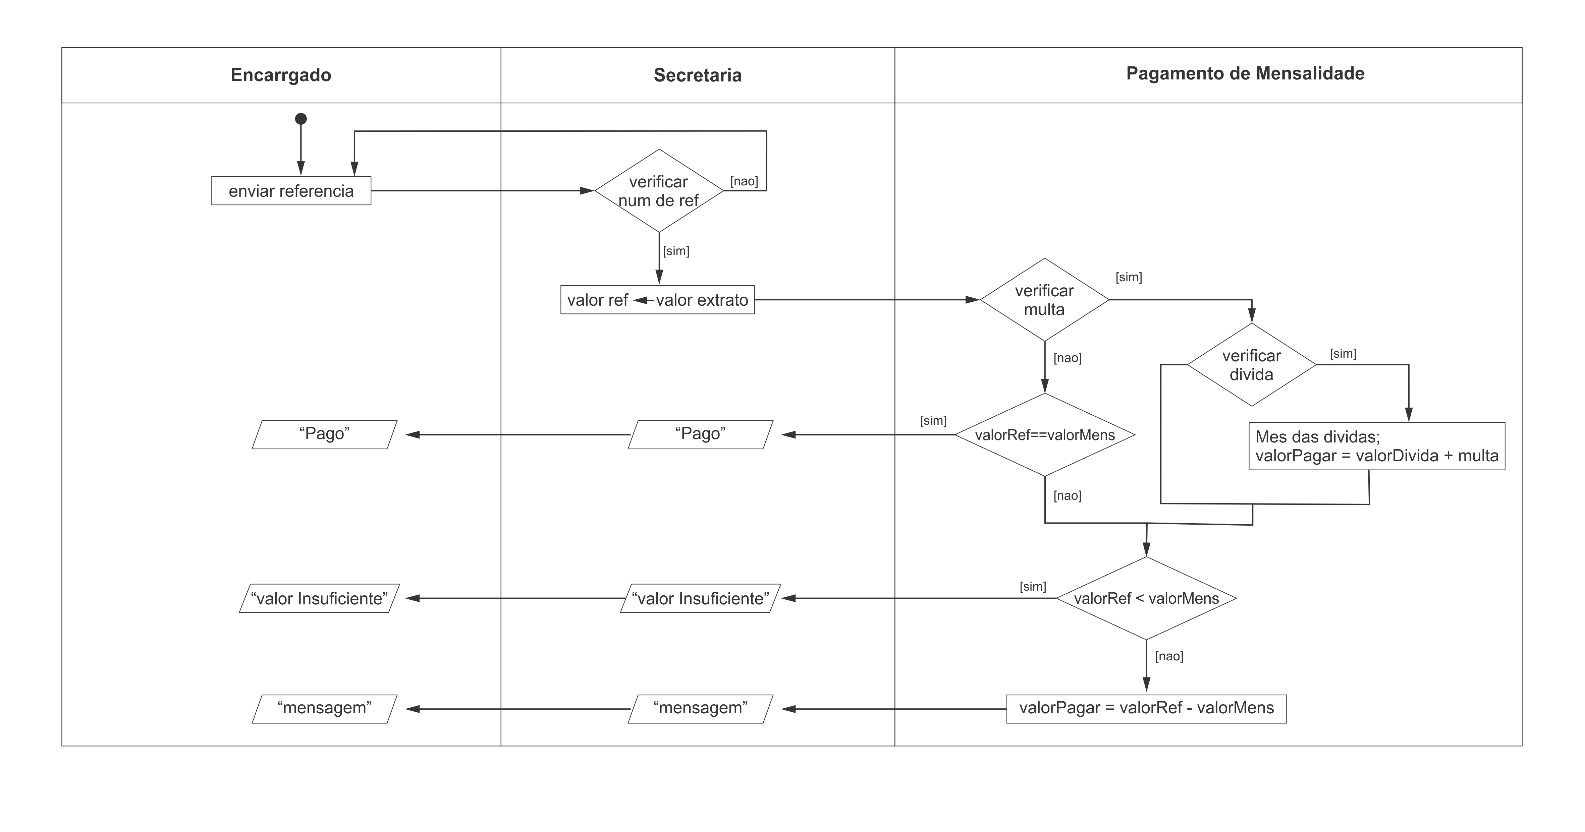 Encarrgado
Secretaria
Pagamento de Mensalidade
enviar referencia
verificar
num de ref
[nao]
[sim]
valor ref
valor extrato
verificar
multa
[sim]
[nao]
verificar
divida
[sim]
Mes das dividas;
valorPagar = valorDivida + multa
valorRef==valorMens
[sim]
[nao]
“Pago”
“Pago”
valorRef < valorMens
[sim]
[nao]
“valor Insuficiente”
“valor Insuficiente”
valorPagar = valorRef - valorMens
“mensagem”
“mensagem”